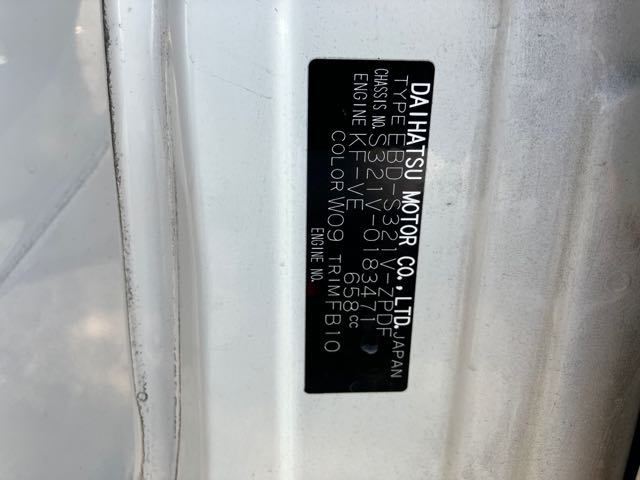 DAIHATSU MOTOR CO.,LTD. JAPAN
TYPE EBD-S321V-ZPDF
CHASSIS NO. S321V-0183471
ENGINE KF-VE 658cc
COLOR W09 TRIM FB10
ENGINE NO.